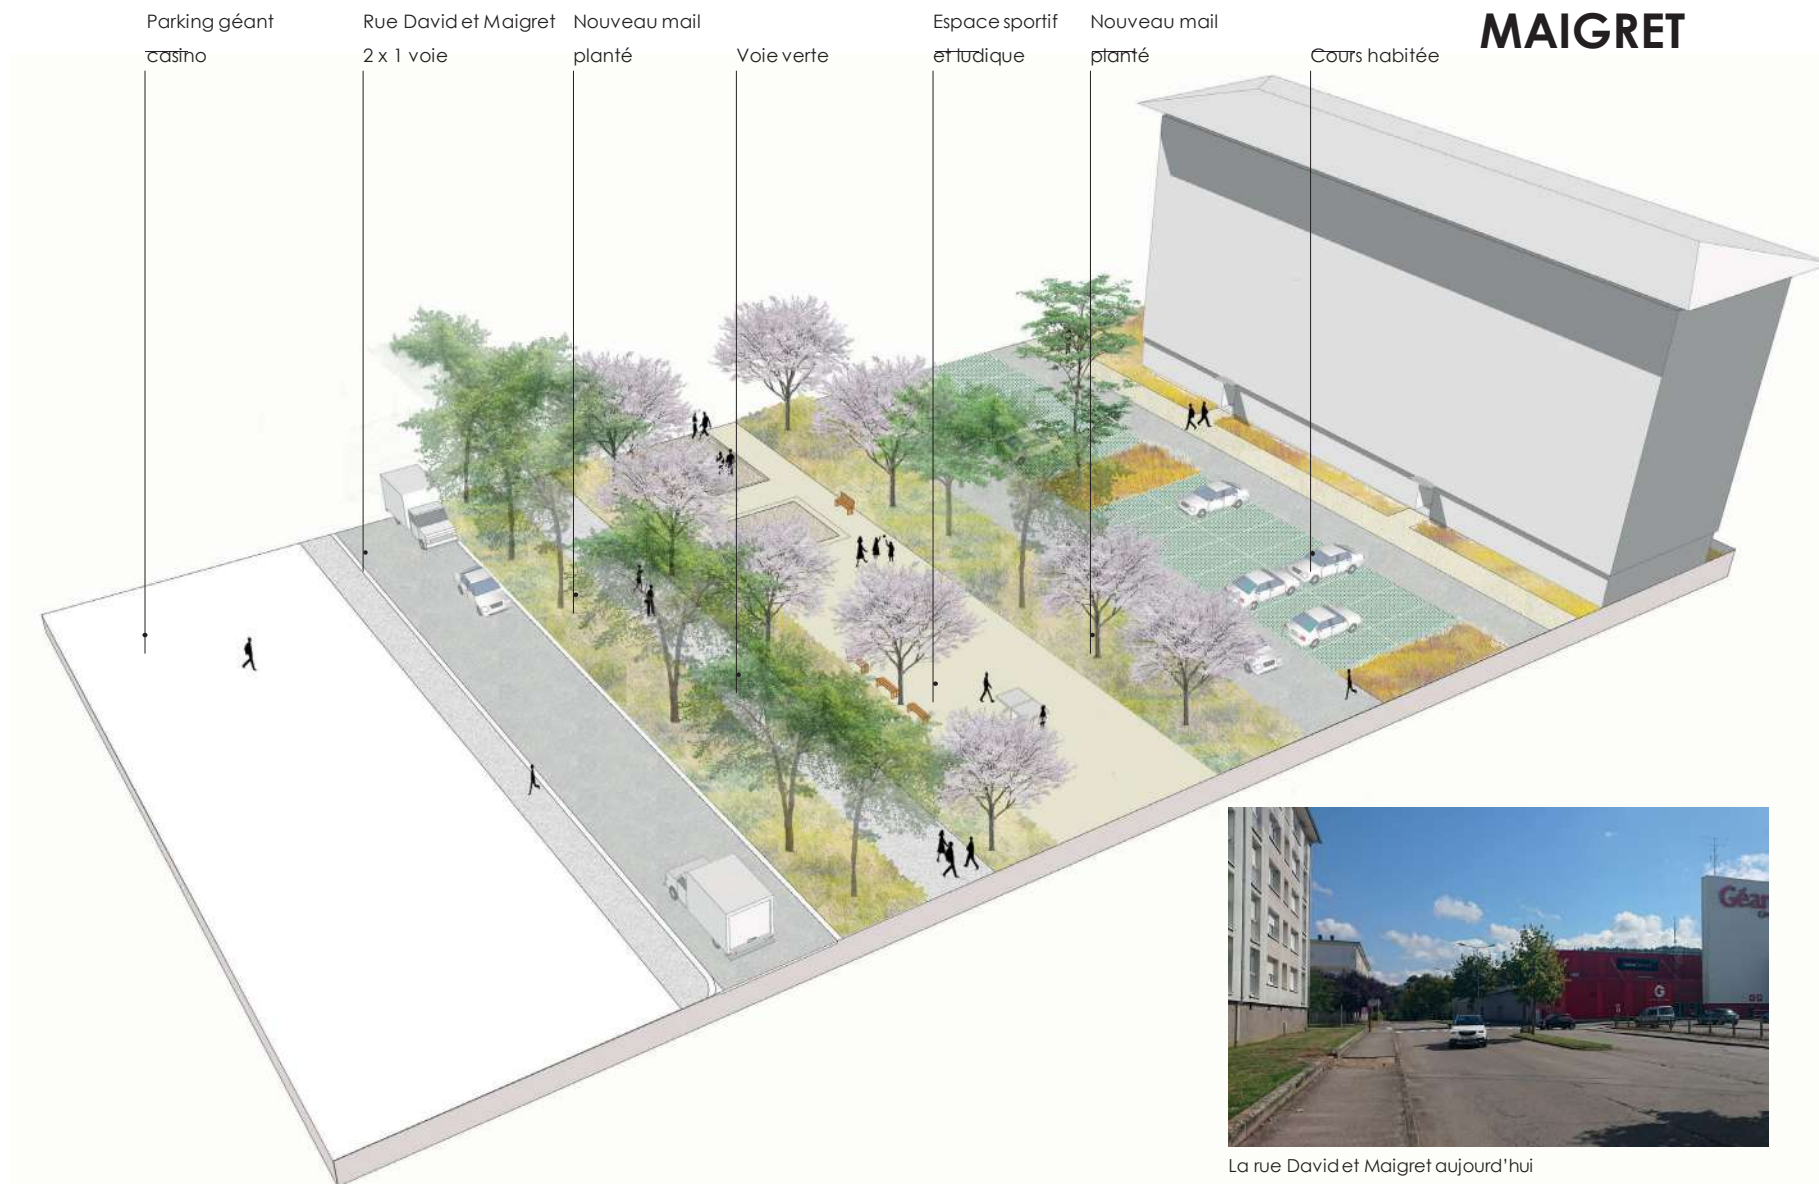 MAIGRET
Parking géant
casino
Rue David et Maigret
2 x 1 voie
Nouveau mail
planté
Voie verte
Espace sportif
et ludique
Nouveau mail
planté
Cours habitée
Géan
G
La rue David et Maigret aujourd'hui